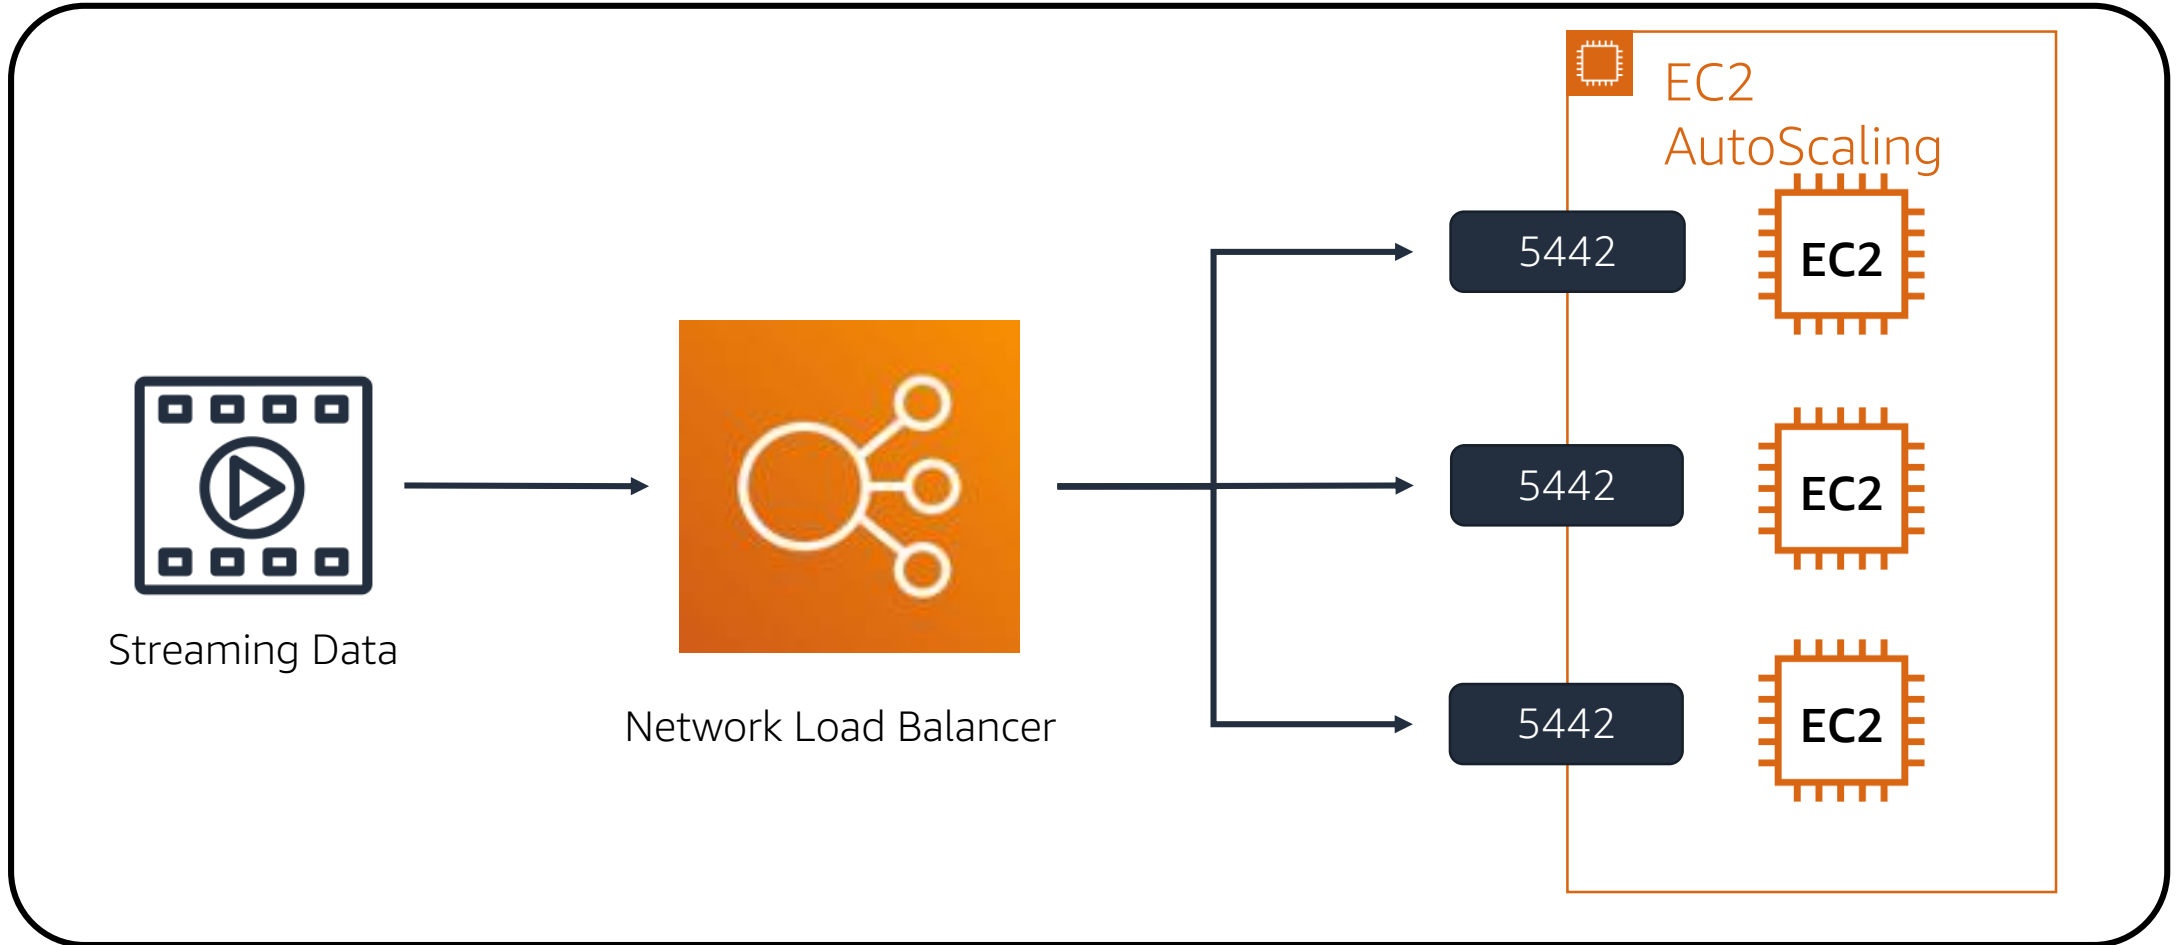 EC2
AutoScaling
5442
EC2
5442
EC2
Streaming Data
Network Load Balancer
5442
EC2